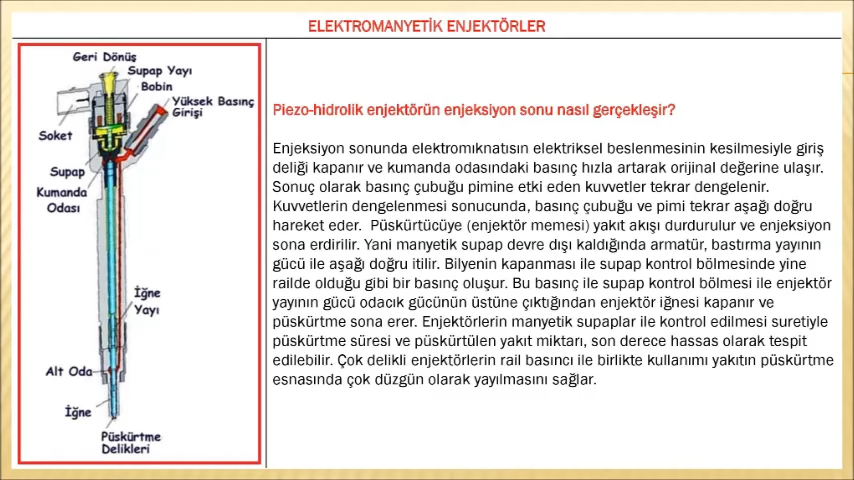 ELEKTROMANYETİK ENJEKTÖRLER
Geri Dönüş
Supap Yayı
Bobin
Yüksek Basınç
Girişi
Soket
Supap
Kumanda
Odası
İğne
Yayı
Alt Oda
İğne
Püskürtme
Delikleri
Piezo-hidrolik enjektörün enjeksiyon sonu nasıl gerçekleşir?
Enjeksiyon sonunda elektromıknatısın elektriksel beslenmesinin kesilmesiyle giriş
deliği kapanır ve kumanda odasındaki basınç hızla artarak orijinal değerine ulaşır.
Sonuç olarak basınç çubuğu pimine etki eden kuvvetler tekrar dengelenir.
Kuvvetlerin dengelenmesi sonucunda, basınç çubuğu ve pimi tekrar aşağı doğru
hareket eder. Püskürtücüye (enjektör memesi) yakıt akışı durdurulur ve enjeksiyon
sona erdirilir. Yani manyetik supap devre dışı kaldığında armatür, bastırma yayının
gücü ile aşağı doğru itilir. Bilyenin kapanması ile supap kontrol bölmesinde yine
railde olduğu gibi bir basınç oluşur. Bu basınç ile supap kontrol bölmesi ile enjektör
yayının gücü odacık gücünün üstüne çıktığından enjektör iğnesi kapanır ve
püskürtme sona erer. Enjektörlerin manyetik supaplar ile kontrol edilmesi suretiyle
püskürtme süresi ve püskürtülen yakıt miktarı, son derece hassas olarak tespit
edilebilir. Çok delikli enjektörlerin rail basıncı ile birlikte kullanımı yakıtın püskürtme
esnasında çok düzgün olarak yayılmasını sağlar.